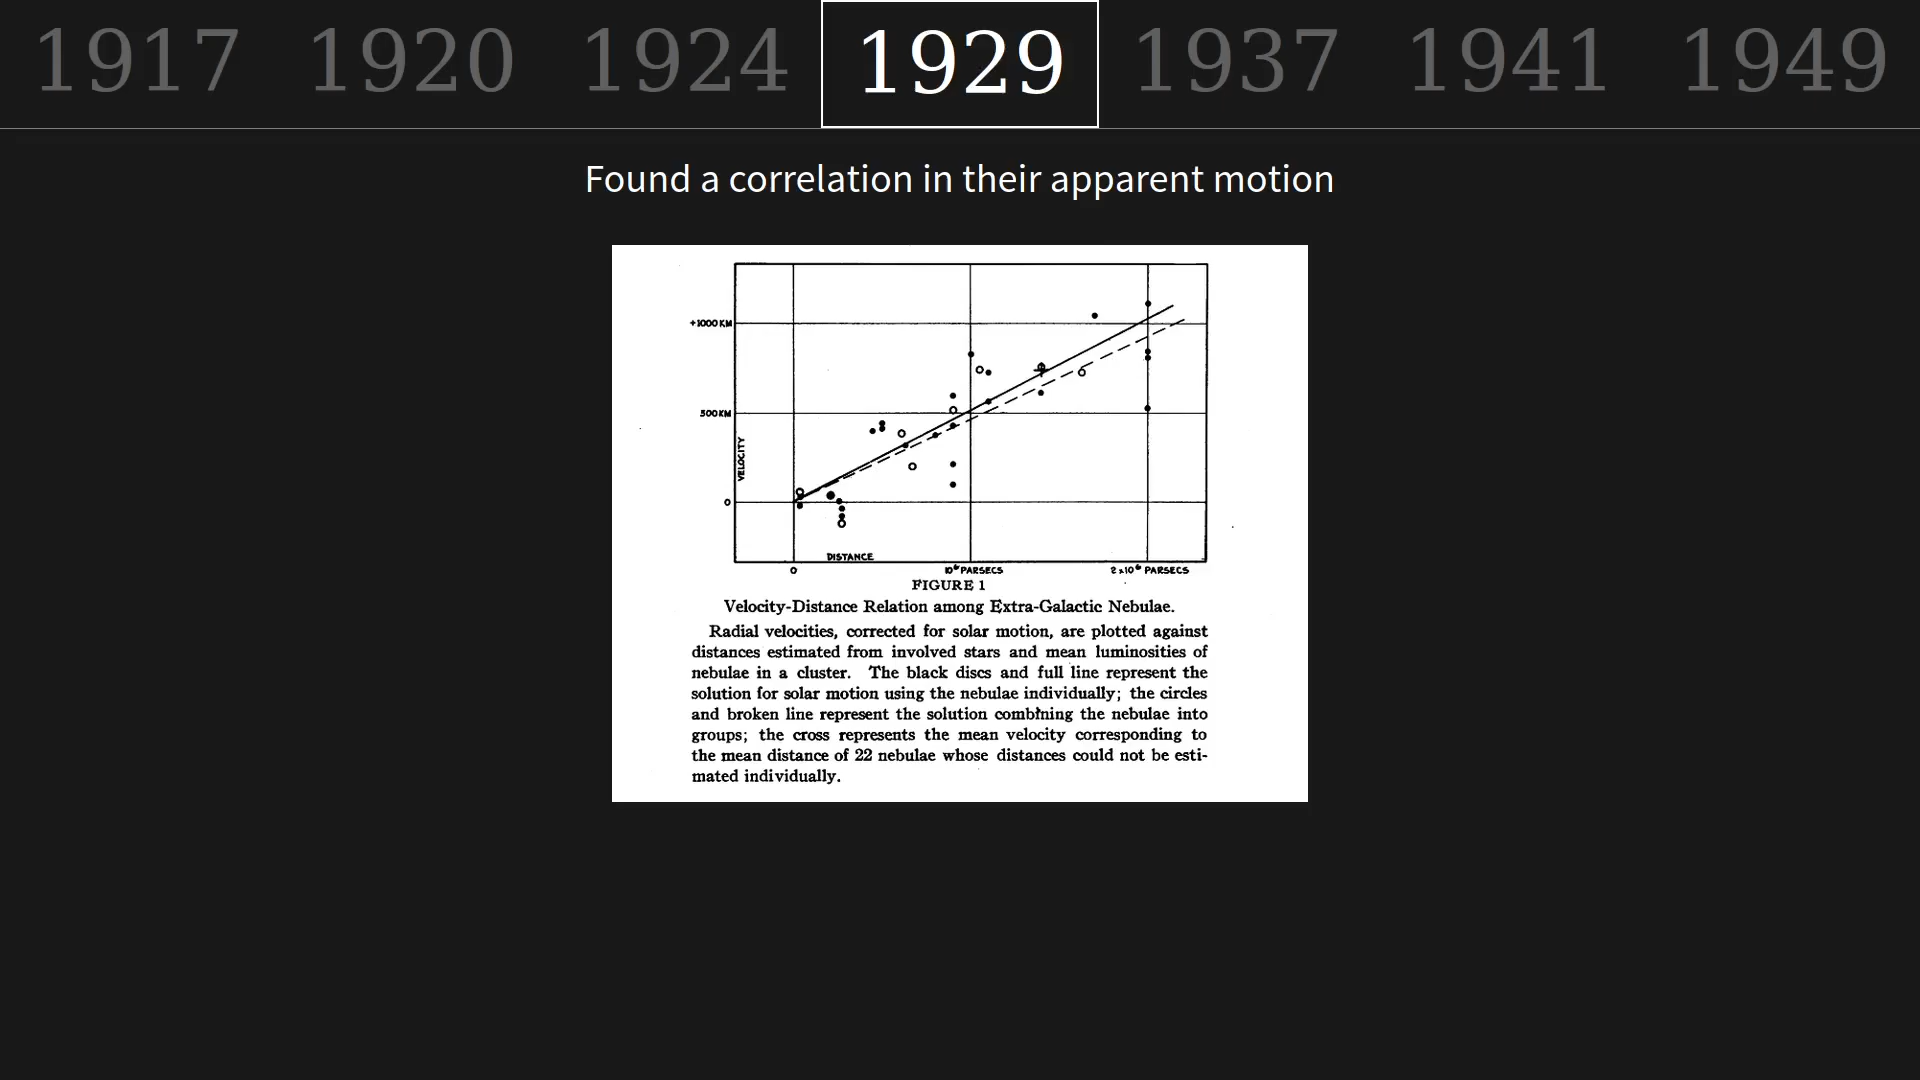 1917 1920 1924 1929 1937 1941 1949
Found a correlation in their apparent motion
+1000 KM
500 KM
VELOCITY
0
DISTANCE
0 10⁶ PARSECS 2x10⁶ PARSECS
FIGURE 1
Velocity-Distance Relation among Extra-Galactic Nebulae.
Radial velocities, corrected for solar motion, are plotted against
distances estimated from involved stars and mean luminosities of
nebulae in a cluster. The black discs and full line represent the
solution for solar motion using the nebulae individually; the circles
and broken line represent the solution combining the nebulae into
groups; the cross represents the mean velocity corresponding to
the mean distance of 22 nebulae whose distances could not be esti-
mated individually.